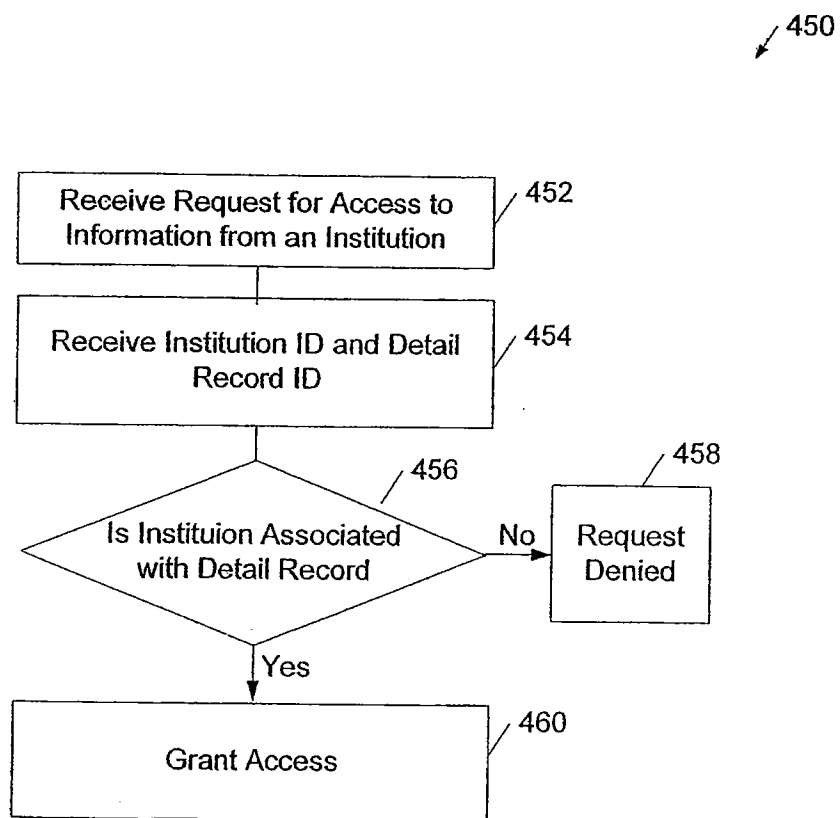 450
Receive Request for Access to
Information from an Institution
452
Receive Institution ID and Detail
Record ID
454
456
Is Instituion Associated
with Detail Record
No
458
Request
Denied
Yes
Grant Access
460